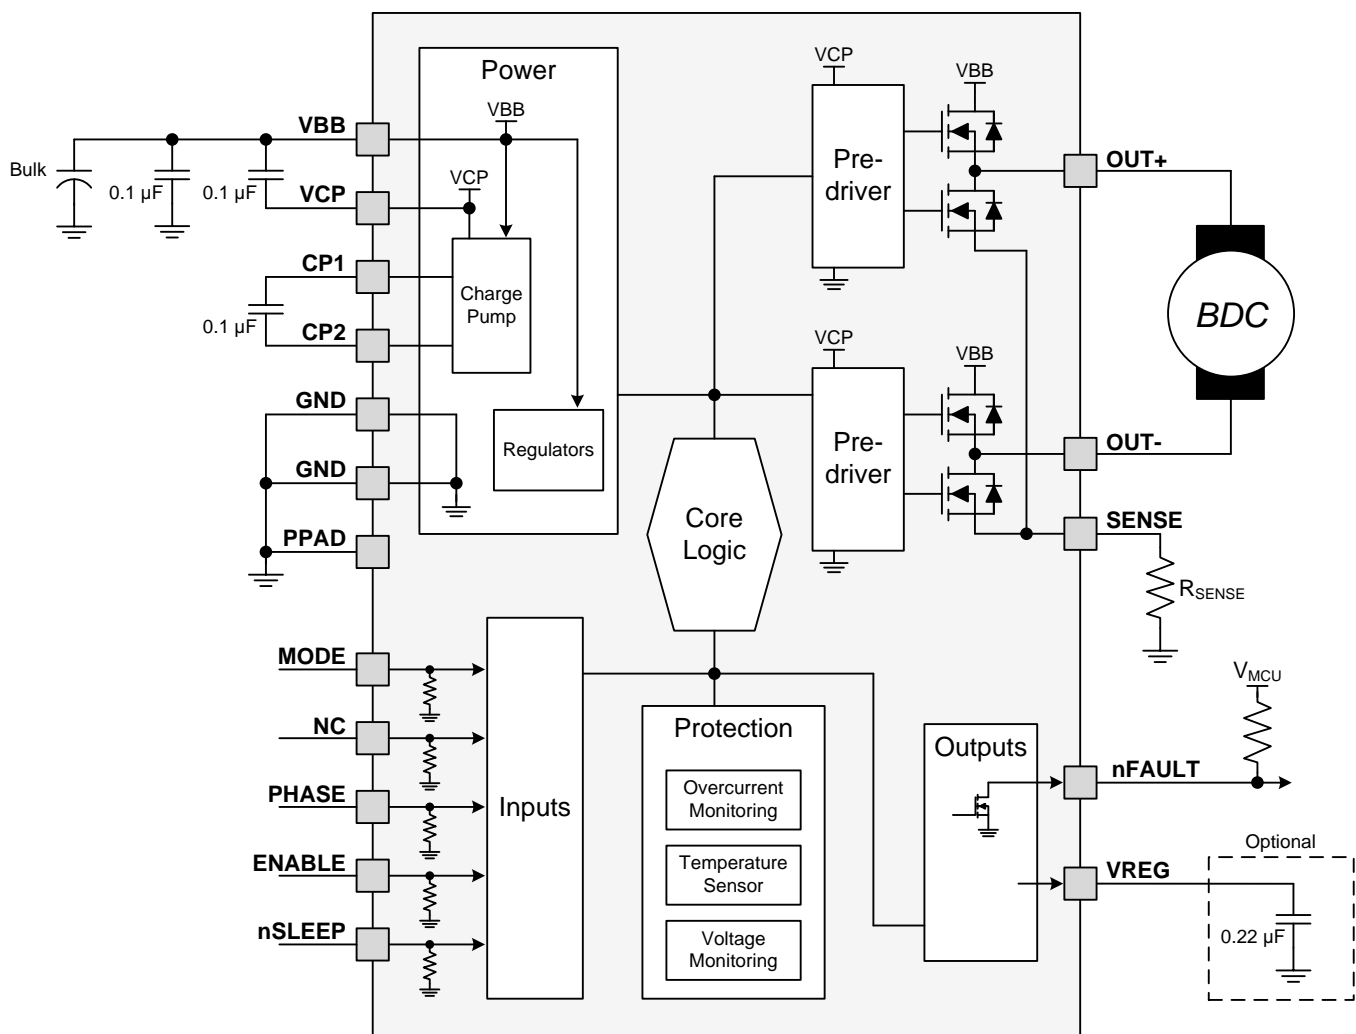 Power
VBB
VCP
Charge
Pump
Regulators
VBB
Bulk
0.1 µF
0.1 µF
VCP
CP1
0.1 µF
CP2
GND
GND
PPAD
VCP
Pre-
driver
VBB
OUT+
BDC
VCP
Pre-
driver
VBB
OUT-
SENSE
RSENSE
Core
Logic
MODE
NC
PHASE
ENABLE
nSLEEP
Inputs
Protection
Overcurrent
Monitoring
Temperature
Sensor
Voltage
Monitoring
Outputs
VMCU
nFAULT
VREG
Optional
0.22 µF